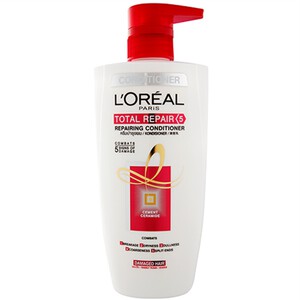 CONDITIONER
L'ORÉAL
PARIS
TOTAL REPAIR 5
REPAIRING CONDITIONER
COMBATS
5 SIGNS OF
DAMAGE
CEMENT
CERAMIDE
COMBATS
DAMAGED HAIR